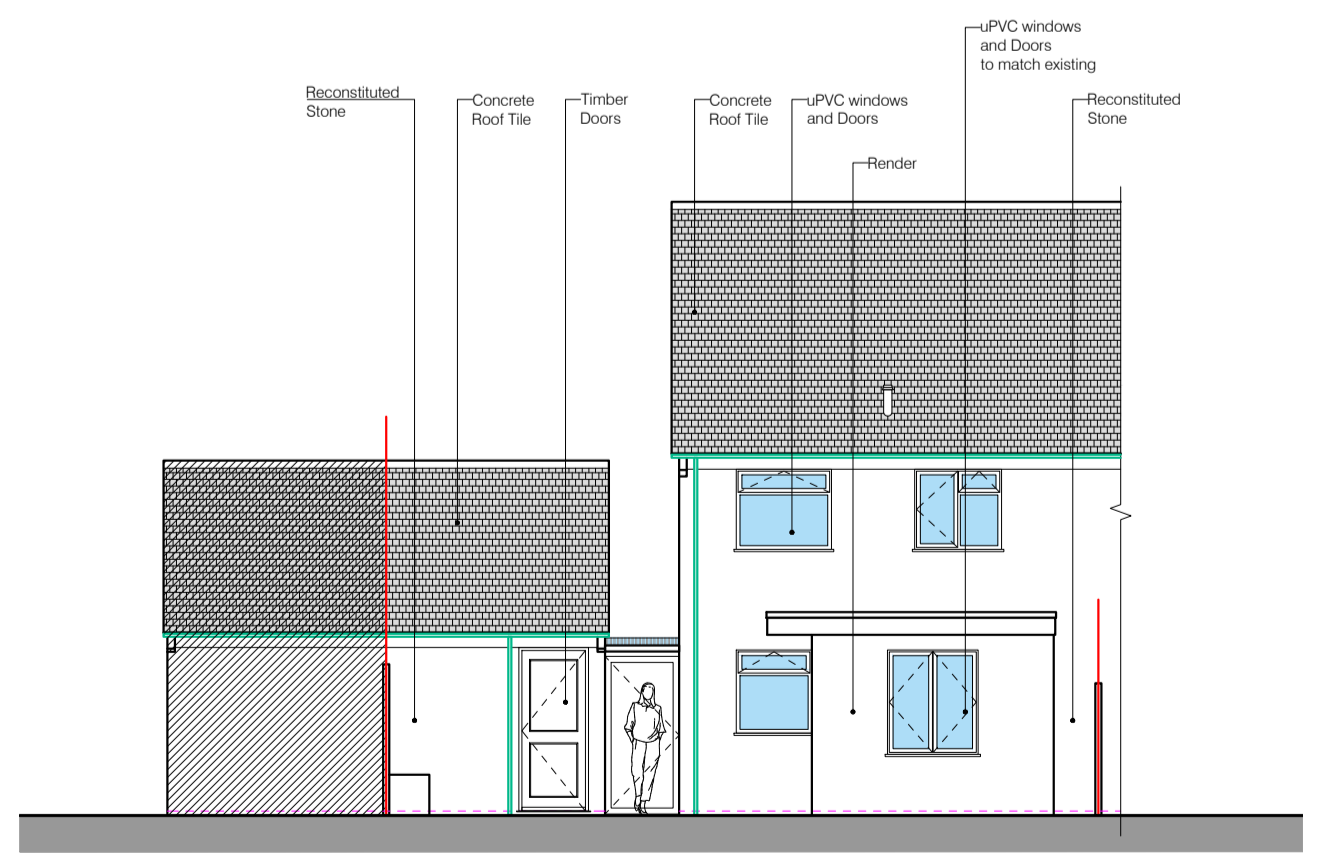 uPVC windows
and Doors
to match existing
Reconstituted
Stone
Concrete
Roof Tile
Timber
Doors
Concrete
Roof Tile
uPVC windows
and Doors
Reconstituted
Stone
Render